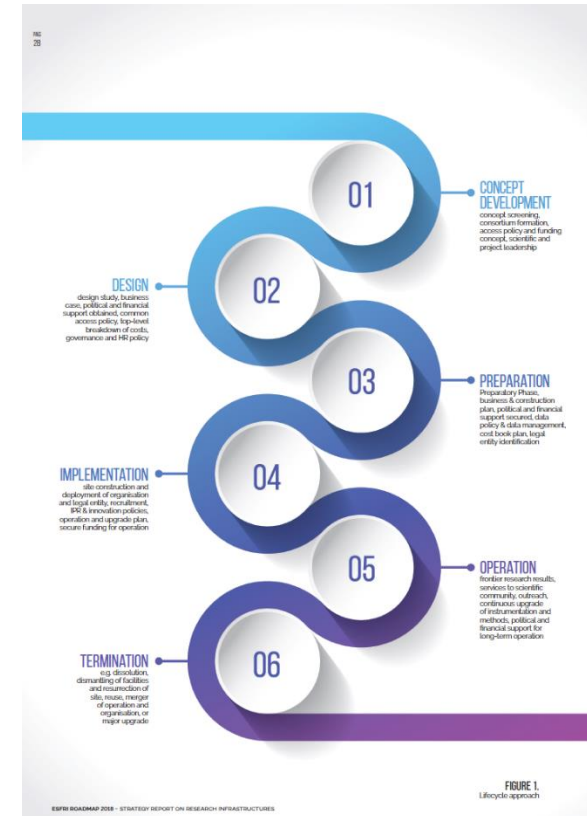 PAG
28
01
CONCEPT
DEVELOPMENT
concept screening,
consortium formation,
access policy and funding
concept, scientific and
project leadership
02
DESIGN
design study, business
case, political and financial
support obtained, common
access policy, top-level
breakdown of costs,
governance and HR policy
03
PREPARATION
Preparatory Phase,
business & construction
plan, political and financial
support secured, data
policy & data management,
cost book plan, legal
entity identification
04
IMPLEMENTATION
site construction and
deployment of organisation
and legal entity, recruitment,
IPR & innovation policies,
operation and upgrade plan,
secure funding for operation
05
OPERATION
frontier research results,
services to scientific
community, outreach,
continuous upgrade
of instrumentation and
methods, political and
financial support for
long-term operation
06
TERMINATION
e.g. dissolution,
dismantling of facilities
and resurrection of
site, reuse, merger
of operation and
organisation, or
major upgrade
FIGURE 1.
Lifecycle approach
ESFRI ROADMAP 2018 - STRATEGY REPORT ON RESEARCH INFRASTRUCTURES